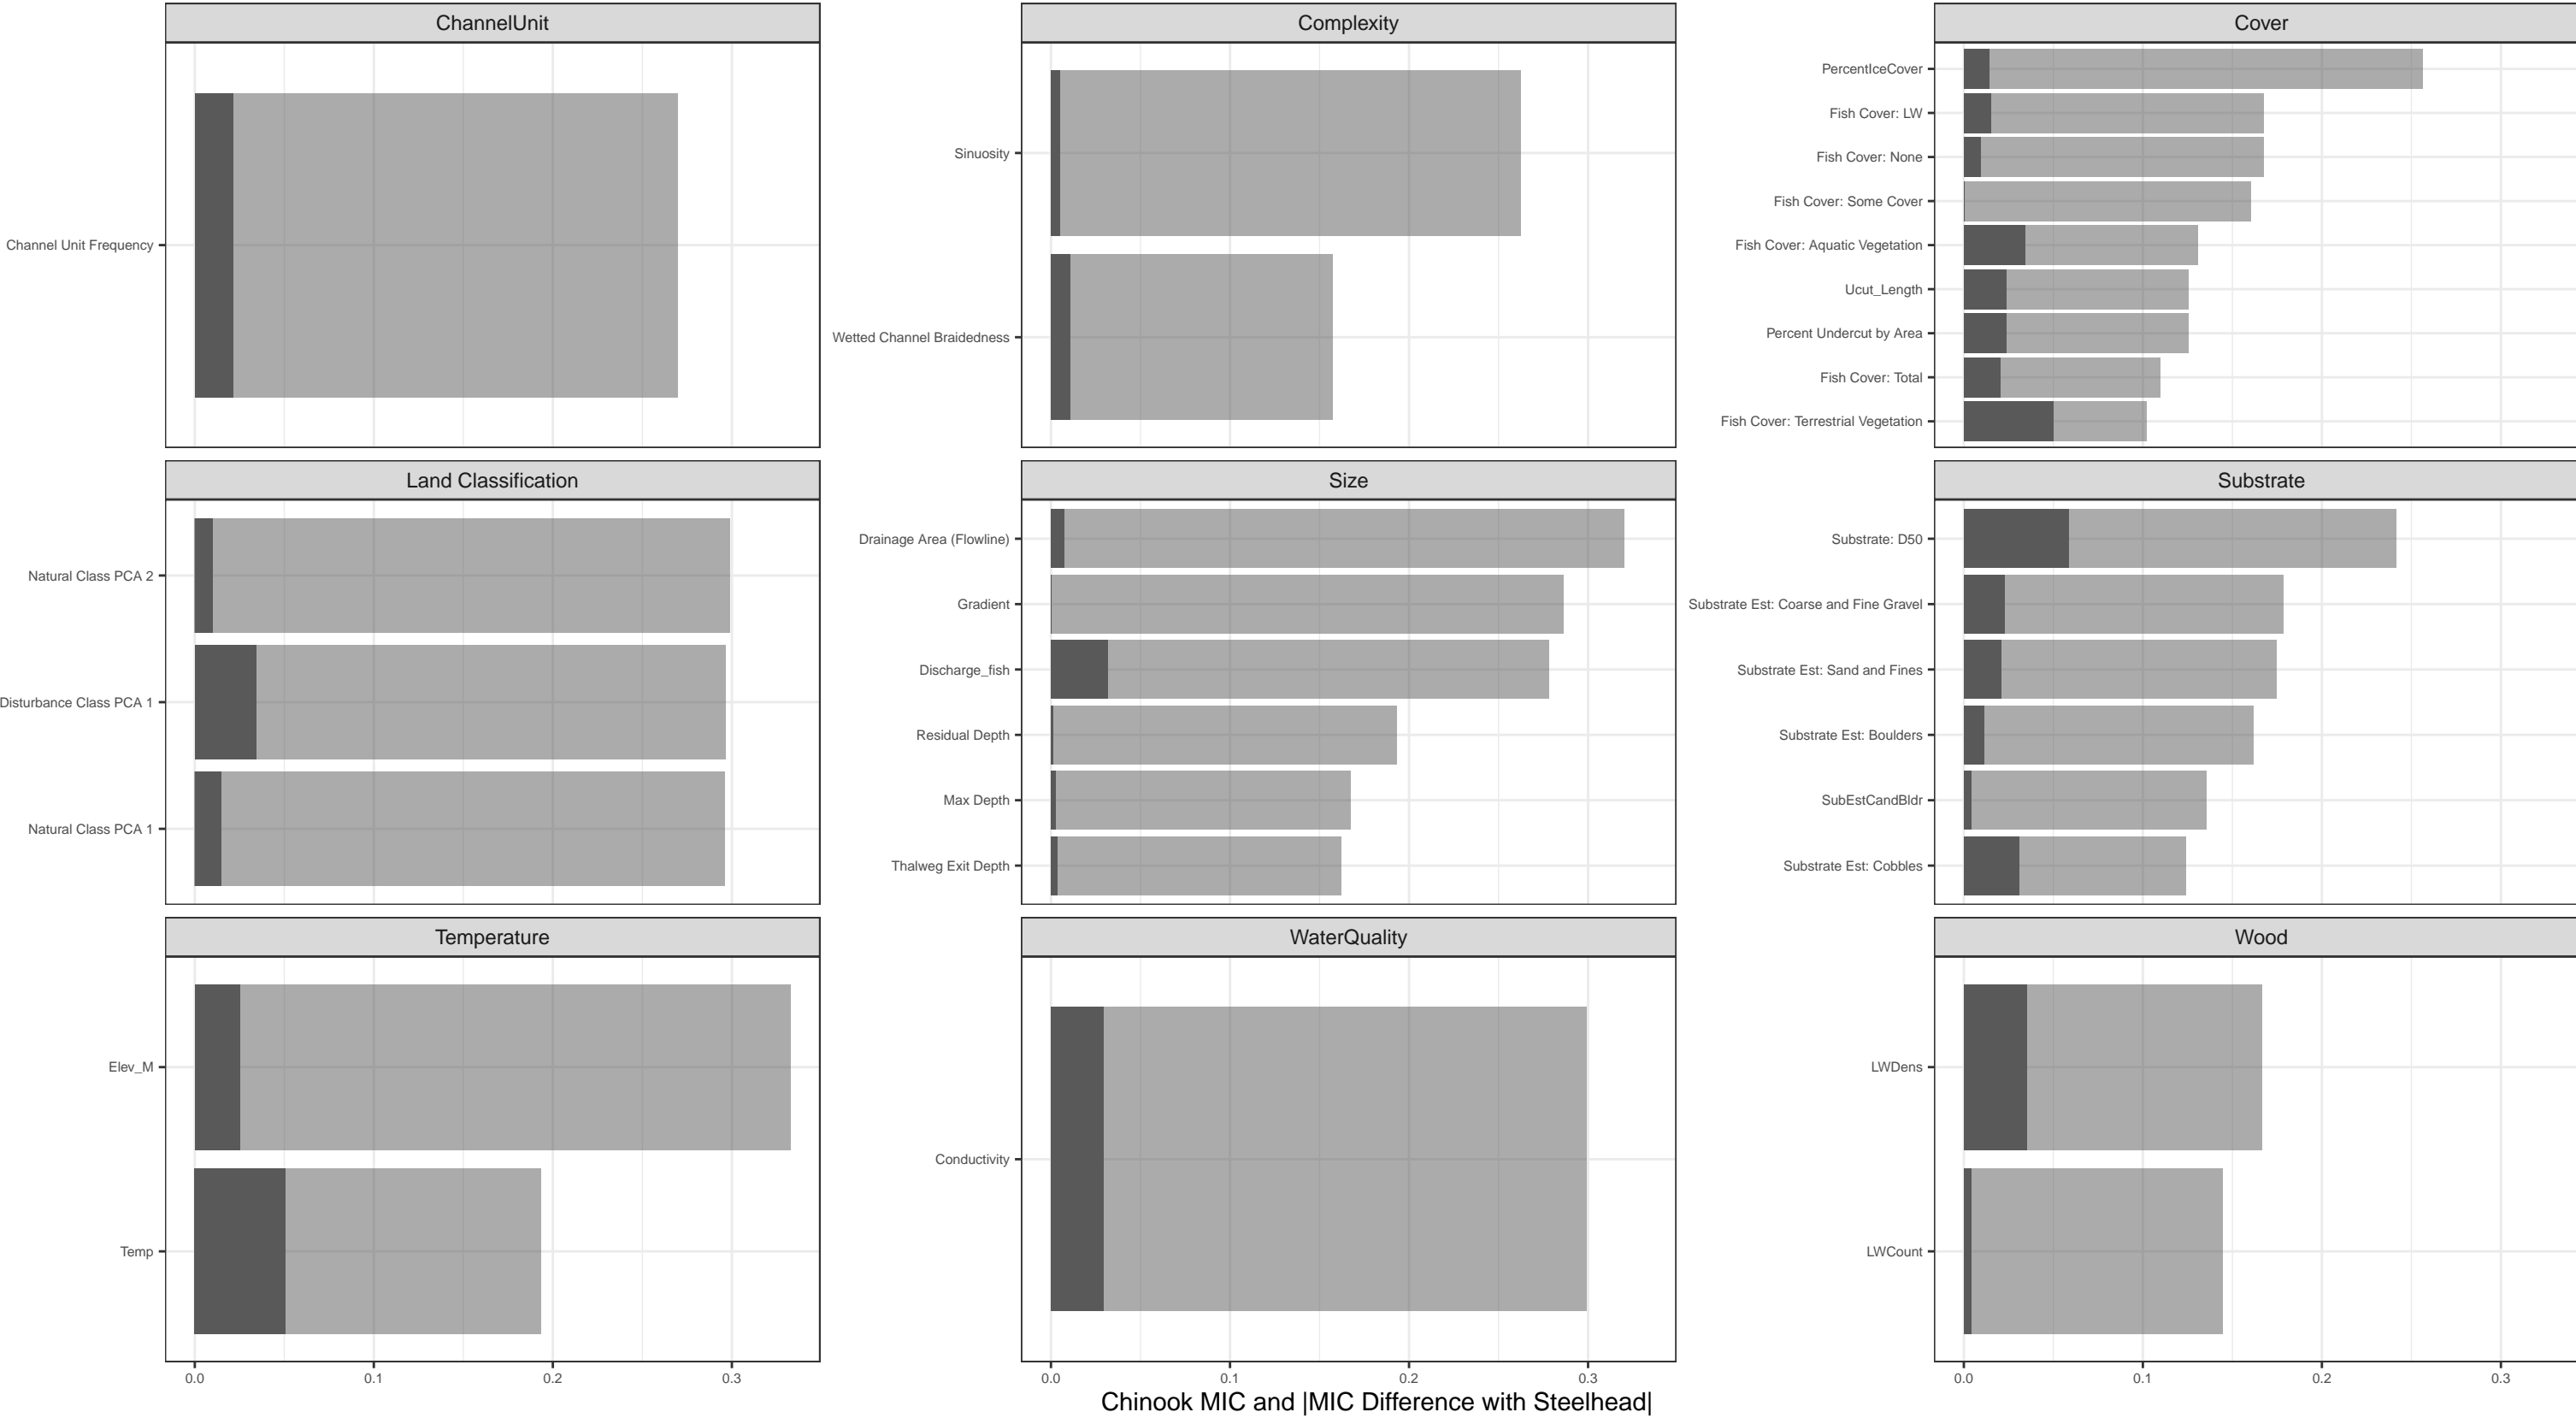 ChannelUnit
Channel Unit Frequency
Complexity
Sinuosity
Wetted Channel Braidedness
Cover
PercentIceCover
Fish Cover: LW
Fish Cover: None
Fish Cover: Some Cover
Fish Cover: Aquatic Vegetation
Ucut_Length
Percent Undercut by Area
Fish Cover: Total
Fish Cover: Terrestrial Vegetation
Land Classification
Natural Class PCA 2
Disturbance Class PCA 1
Natural Class PCA 1
Size
Drainage Area (Flowline)
Gradient
Discharge_fish
Residual Depth
Max Depth
Thalweg Exit Depth
Substrate
Substrate: D50
Substrate Est: Coarse and Fine Gravel
Substrate Est: Sand and Fines
Substrate Est: Boulders
SubEstCandBldr
Substrate Est: Cobbles
Temperature
Elev_M
Temp
0.0 0.1 0.2 0.3
WaterQuality
Conductivity
0.0 0.1 0.2 0.3
Wood
LWDens
LWCount
0.0 0.1 0.2 0.3
Chinook MIC and |MIC Difference with Steelhead|